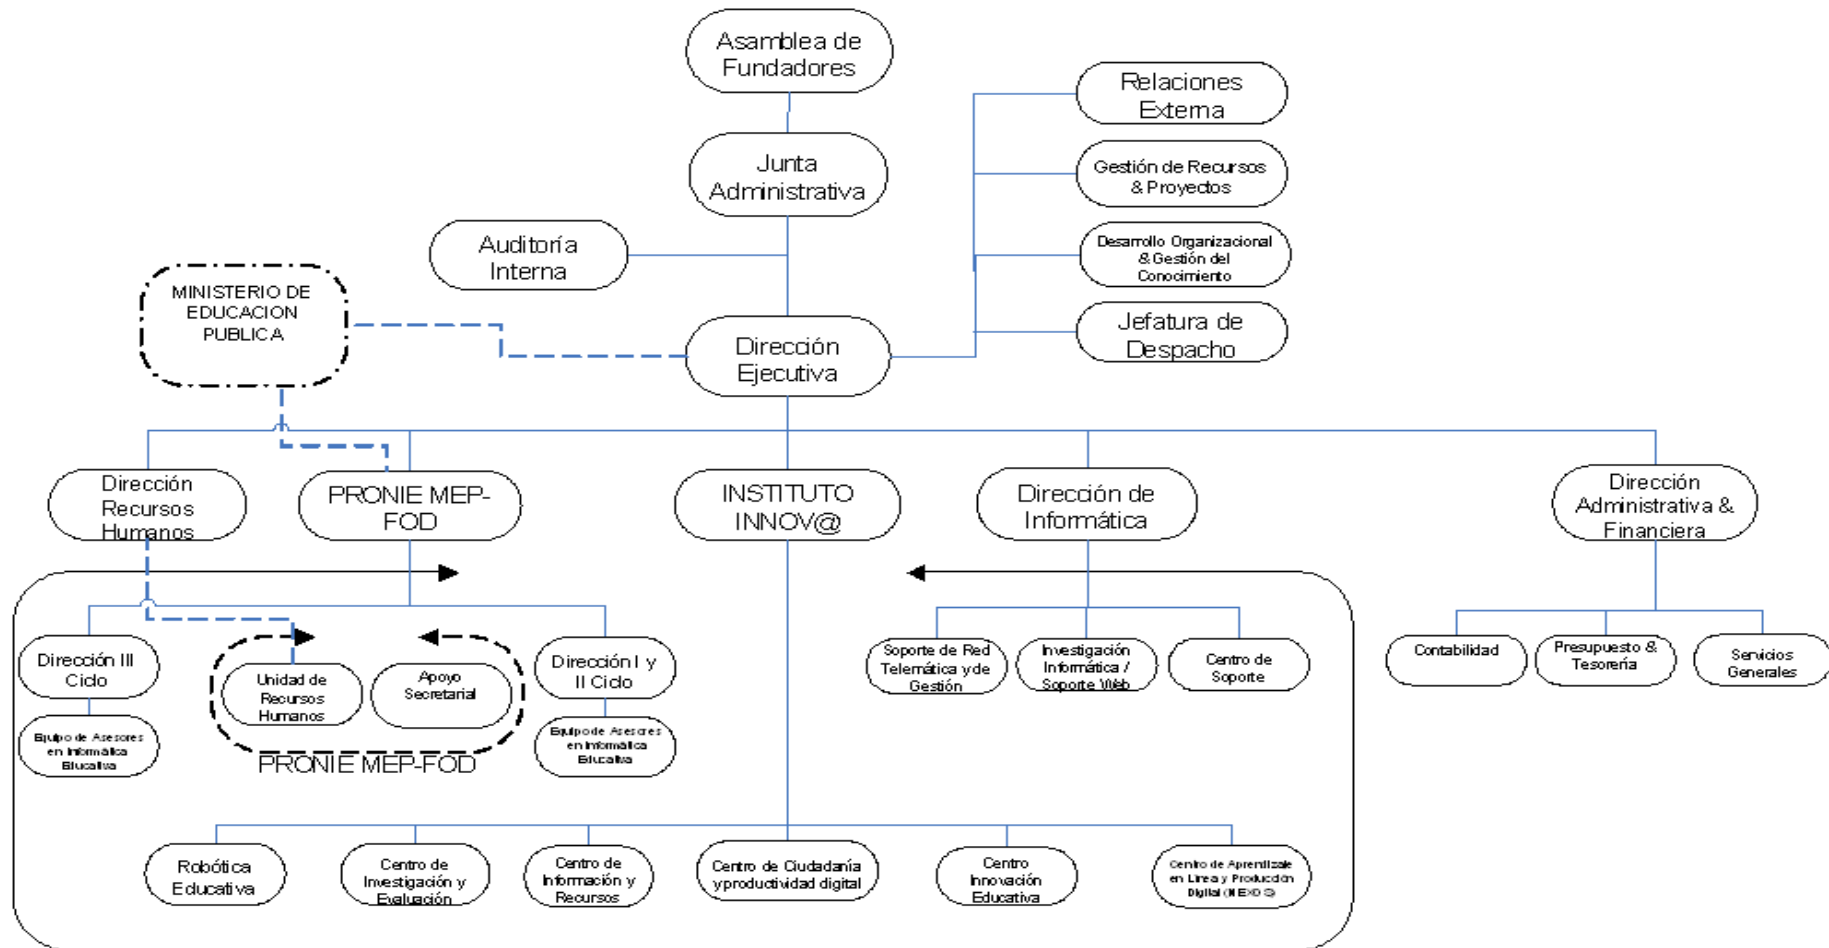 Asamblea de
Fundadores
Relaciones
Externa
Junta
Administrativa
Gestión de Recursos
& Proyectos
Auditoría
Interna
Desarrollo Organizacional
& Gestión del
Conocimiento
MINISTERIO DE
EDUCACION
PUBLICA
Jefatura de
Despacho
Dirección
Ejecutiva
Dirección
Recursos
Humanos
PRONIE MEP-
FOD
INSTITUTO
INNOV@
Dirección de
Informática
Dirección
Administrativa &
Financiera
Dirección III
Ciclo
Unidad de
Recursos
Humanos
Apoyo
Secretarial
Dirección I y
II Ciclo
Soporte de Red
Telemática y de
Gestión
Investigación
Informática /
Soporte Web
Centro de
Soporte
Contabilidad
Presupuesto &
Tesorería
Servicios
Generales
Equipo de Asesores
en Informática
Educativa
PRONIE MEP-FOD
Equipo de Asesores
en Informática
Educativa
Robótica
Educativa
Centro de
Investigación y
Evaluación
Centro de
Información y
Recursos
Centro de Ciudadanía
y productividad digital
Centro
Innovación
Educativa
Centro de Aprendizaje
en Línea y Producción
Digital (NEXOS)